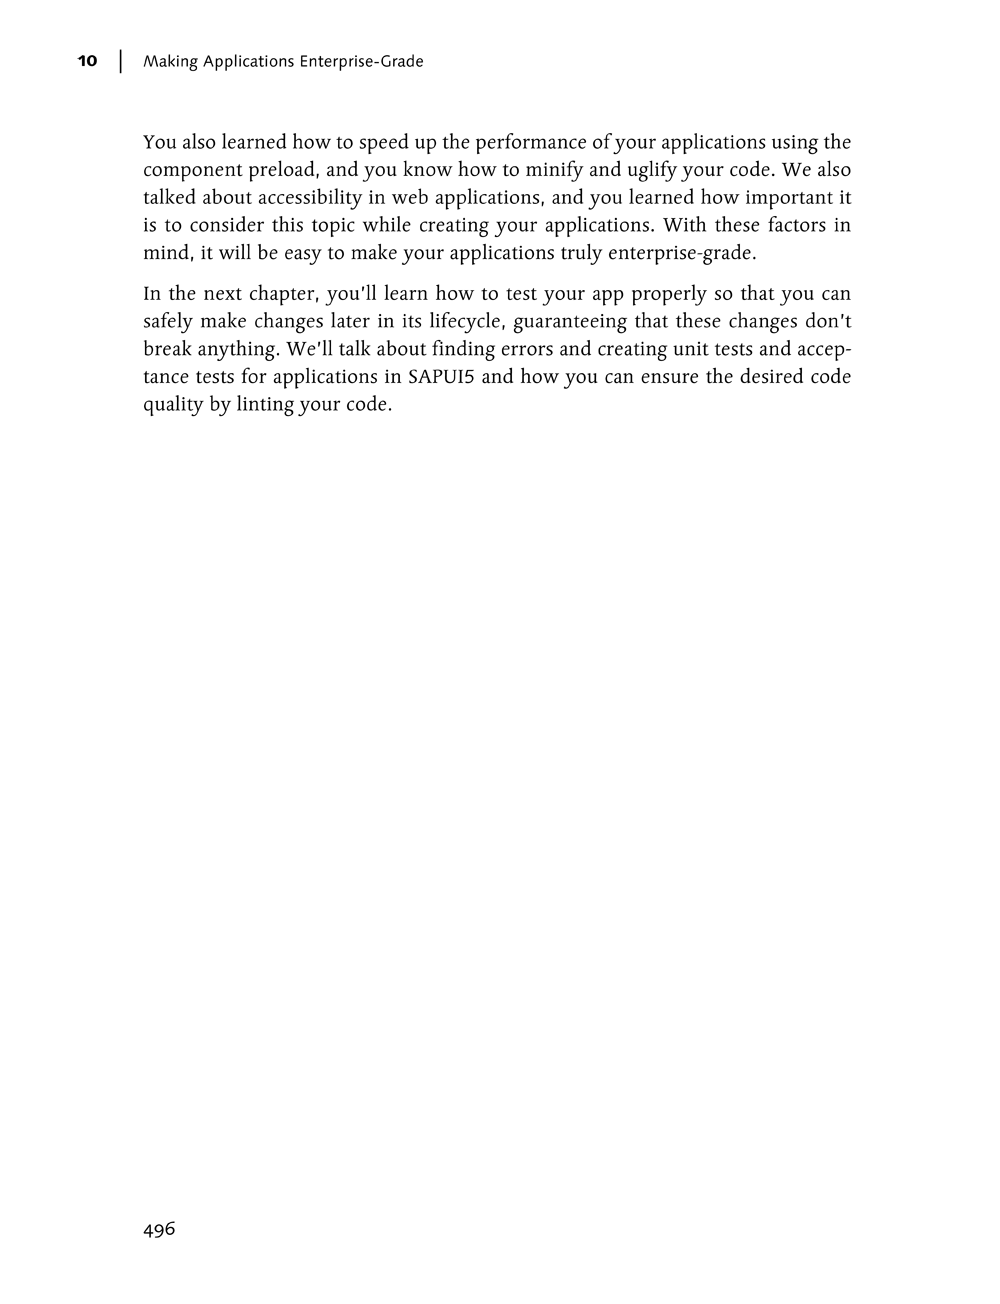 10 | Making Applications Enterprise-Grade
You also learned how to speed up the performance of your applications using the
component preload, and you know how to minify and uglify your code. We also
talked about accessibility in web applications, and you learned how important it
is to consider this topic while creating your applications. With these factors in
mind, it will be easy to make your applications truly enterprise-grade.
In the next chapter, you'll learn how to test your app properly so that you can
safely make changes later in its lifecycle, guaranteeing that these changes don't
break anything. We'll talk about finding errors and creating unit tests and accep-
tance tests for applications in SAPUI5 and how you can ensure the desired code
quality by linting your code.
496